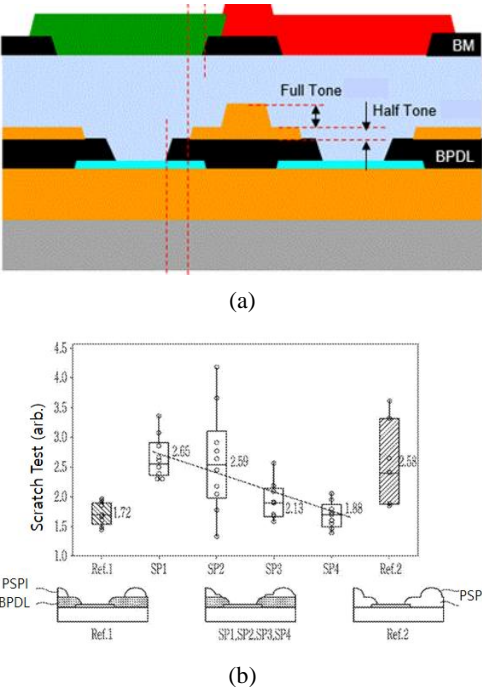 BM
Full Tone
Half Tone
BPDL
(a)
Scratch Test (arb.)
4.5
4.0
3.5
3.0
2.5
2.0
1.5
1.0
1.72
2.65
2.59
2.13
1.88
2.58
Ref.1 SP1 SP2 SP3 SP4 Ref.2
PSPI
BPDL
PSP
Ref.1 SP1,SP2,SP3,SP4 Ref.2
(b)